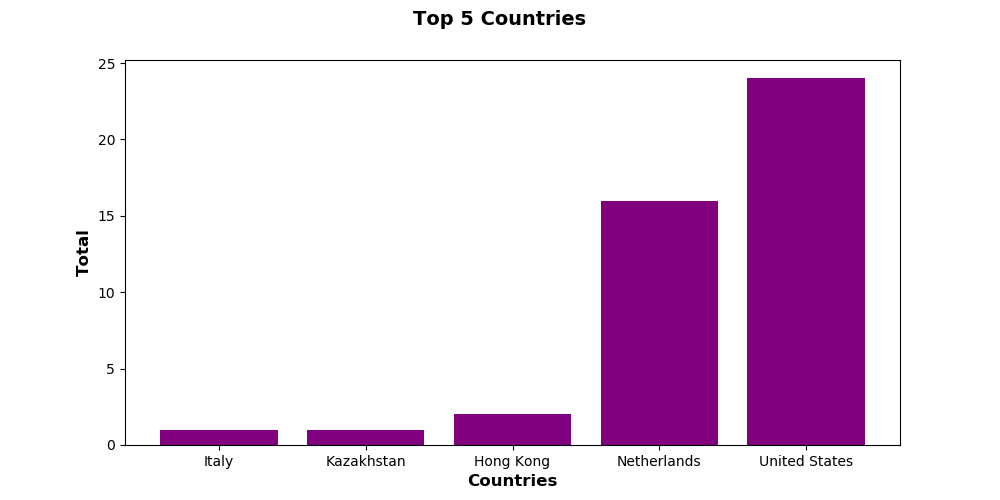 Top 5 Countries
25
20
15
10
5
0
Total
Italy Kazakhstan Hong Kong Netherlands United States
Countries